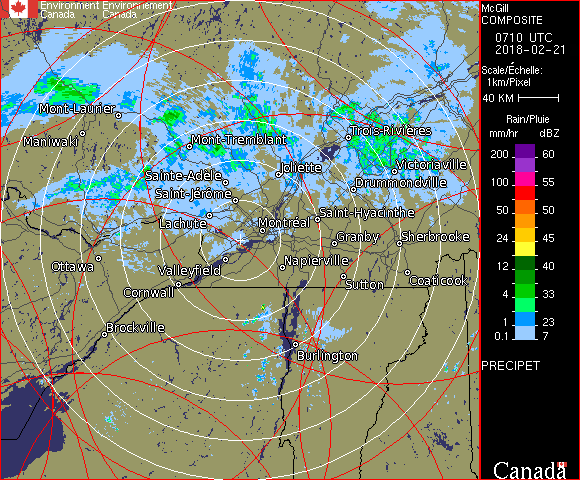 Environment Environnement
Canada Canada
McGill
COMPOSITE
0710 UTC
2018-02-21
Scale/Échelle:
1km/Pixel
40 KM
Rain/Pluie
mm/hr dBZ
200 60
100 55
50 50
24 45
12 40
4 33
1 23
0.1 7
PRECIPET
Canada
Mont-Laurier
Maniwaki
Mont-Tremblant
Trois-Rivières
Joliette
Victoriaville
Sainte-Adèle
Drummondville
Saint-Jérôme
Lachute
Saint-Hyacinthe
Montréal
Granby
Sherbrooke
Ottawa
Valleyfield
Napierville
Cornwall
Sutton
Coaticook
Brockville
Burlington